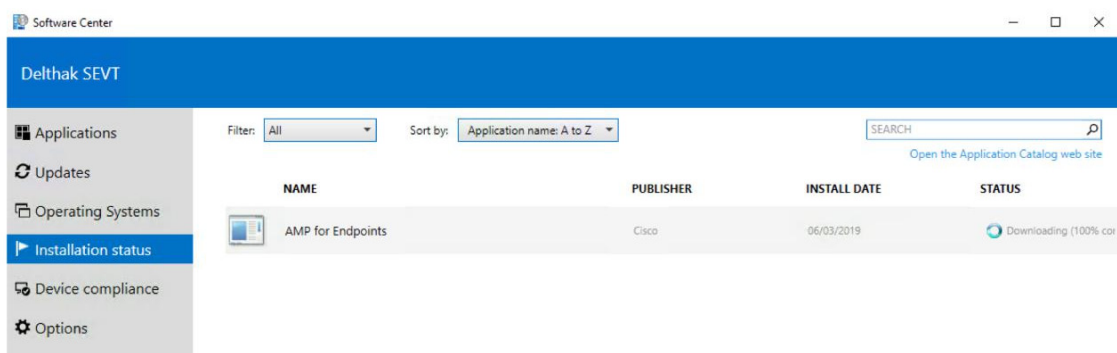 Software Center
Delthak SEVT
Applications
Updates
Operating Systems
Installation status
Device compliance
Options
Filter: All Sort by: Application name: A to Z SEARCH
Open the Application Catalog web site
NAME PUBLISHER INSTALL DATE STATUS
AMP for Endpoints Cisco 06/03/2019 Downloading (100% com